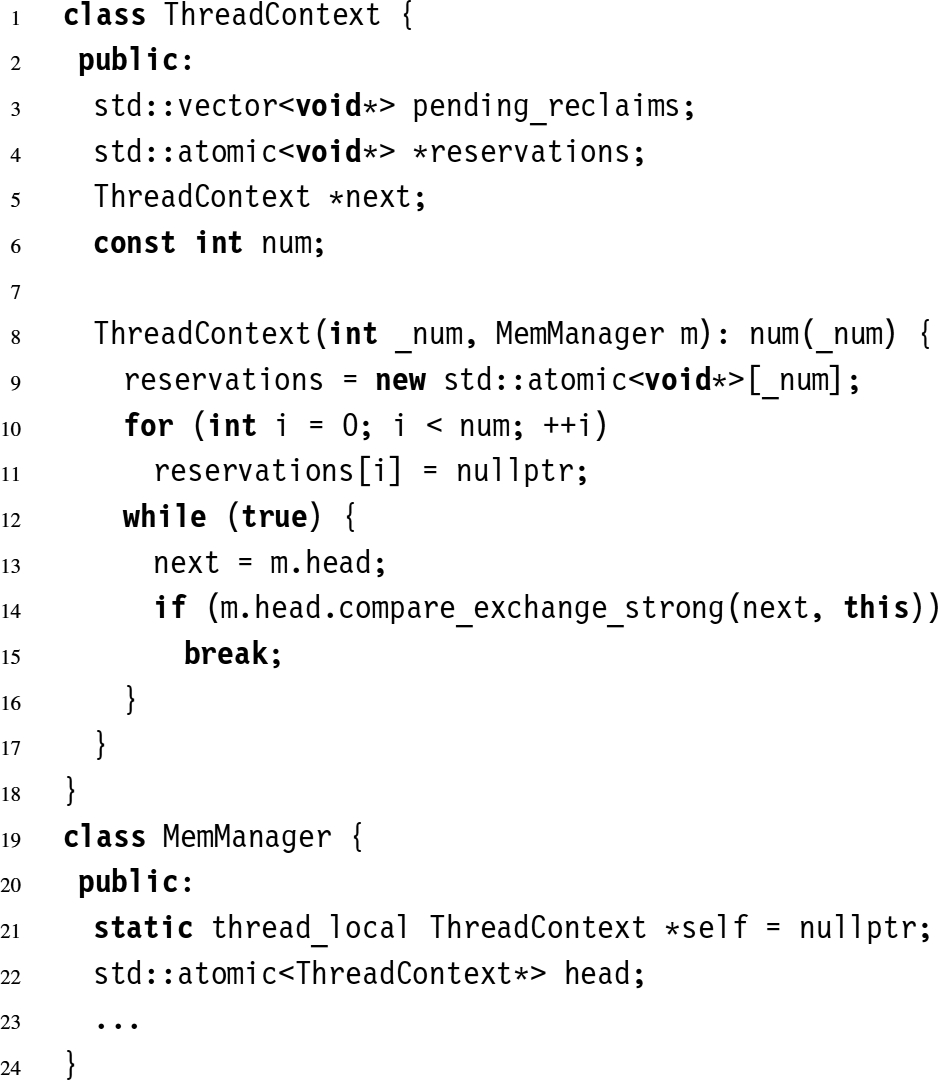 1 class ThreadContext {
2 public:
3 std::vector<void*> pending_reclaims;
4 std::atomic<void*> *reservations;
5 ThreadContext *next;
6 const int num;
7
8 ThreadContext(int _num, MemManager m): num(_num) {
9 reservations = new std::atomic<void*>[_num];
10 for (int i = 0; i < num; ++i)
11 reservations[i] = nullptr;
12 while (true) {
13 next = m.head;
14 if (m.head.compare_exchange_strong(next, this))
15 break;
16 }
17 }
18 }
19 class MemManager {
20 public:
21 static thread_local ThreadContext *self = nullptr;
22 std::atomic<ThreadContext*> head;
23 ...
24 }